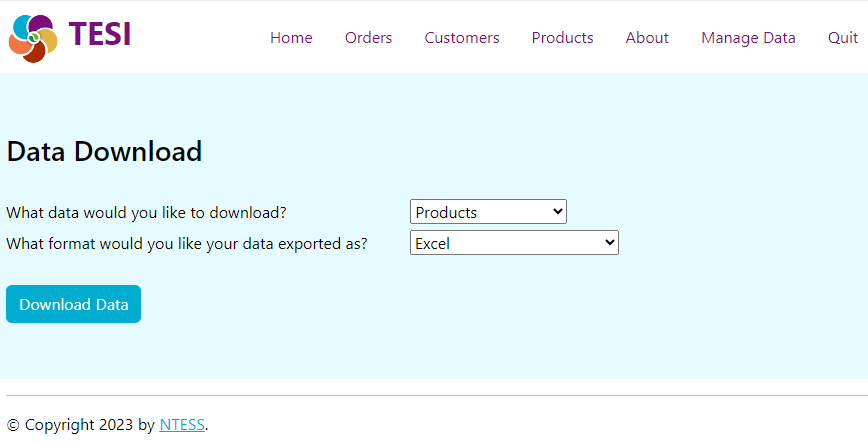 TESI
Home Orders Customers Products About Manage Data Quit
Data Download
What data would you like to download? Products
What format would you like your data exported as? Excel
Download Data
© Copyright 2023 by NTESS.